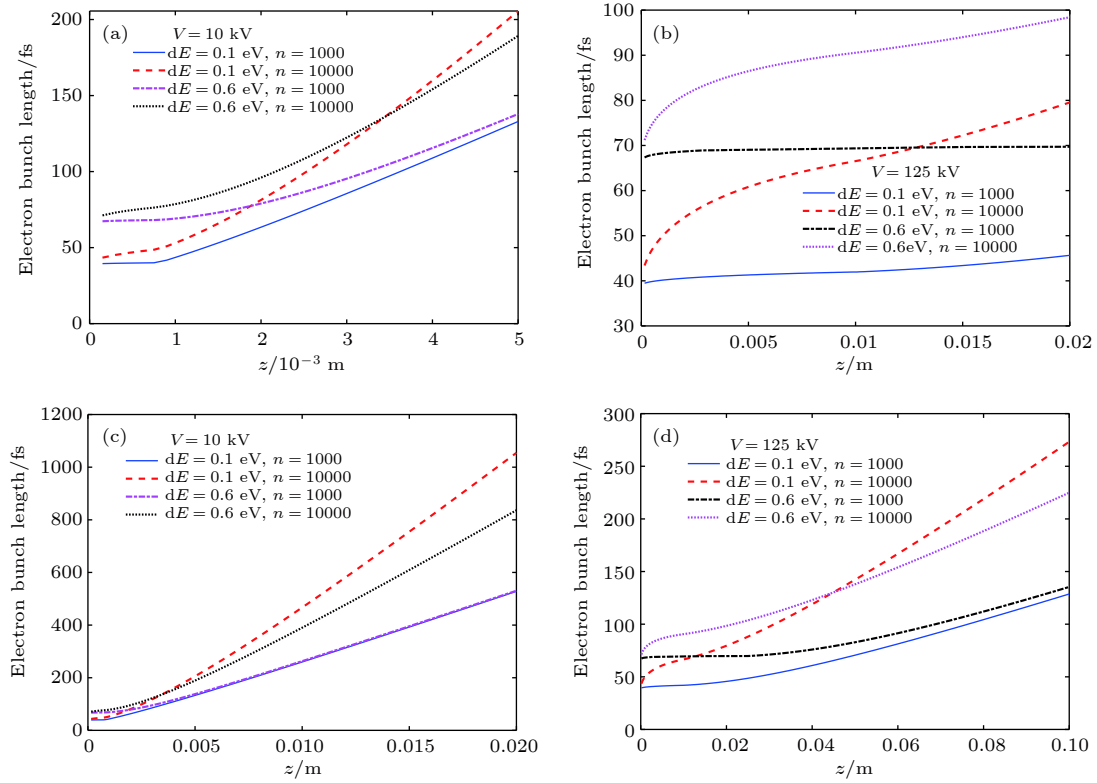 (a)
V = 10 kV
dE = 0.1 eV, n = 1000
dE = 0.1 eV, n = 10000
dE = 0.6 eV, n = 1000
dE = 0.6 eV, n = 10000
Electron bunch length/fs
200
150
100
50
0
0 1 2 3 4 5
z/10⁻³ m
(b)
V = 125 kV
dE = 0.1 eV, n = 1000
dE = 0.1 eV, n = 10000
dE = 0.6 eV, n = 1000
dE = 0.6eV, n = 10000
Electron bunch length/fs
100
90
80
70
60
50
40
30
0 0.005 0.01 0.015 0.02
z/m
(c)
V = 10 kV
dE = 0.1 eV, n = 1000
dE = 0.1 eV, n = 10000
dE = 0.6 eV, n = 1000
dE = 0.6 eV, n = 10000
Electron bunch length/fs
1200
1000
800
600
400
200
0
0 0.005 0.010 0.015 0.020
z/m
(d)
V = 125 kV
dE = 0.1 eV, n = 1000
dE = 0.1 eV, n = 10000
dE = 0.6 eV, n = 1000
dE = 0.6 eV, n = 10000
Electron bunch length/fs
300
250
200
150
100
50
0
0 0.02 0.04 0.06 0.08 0.10
z/m